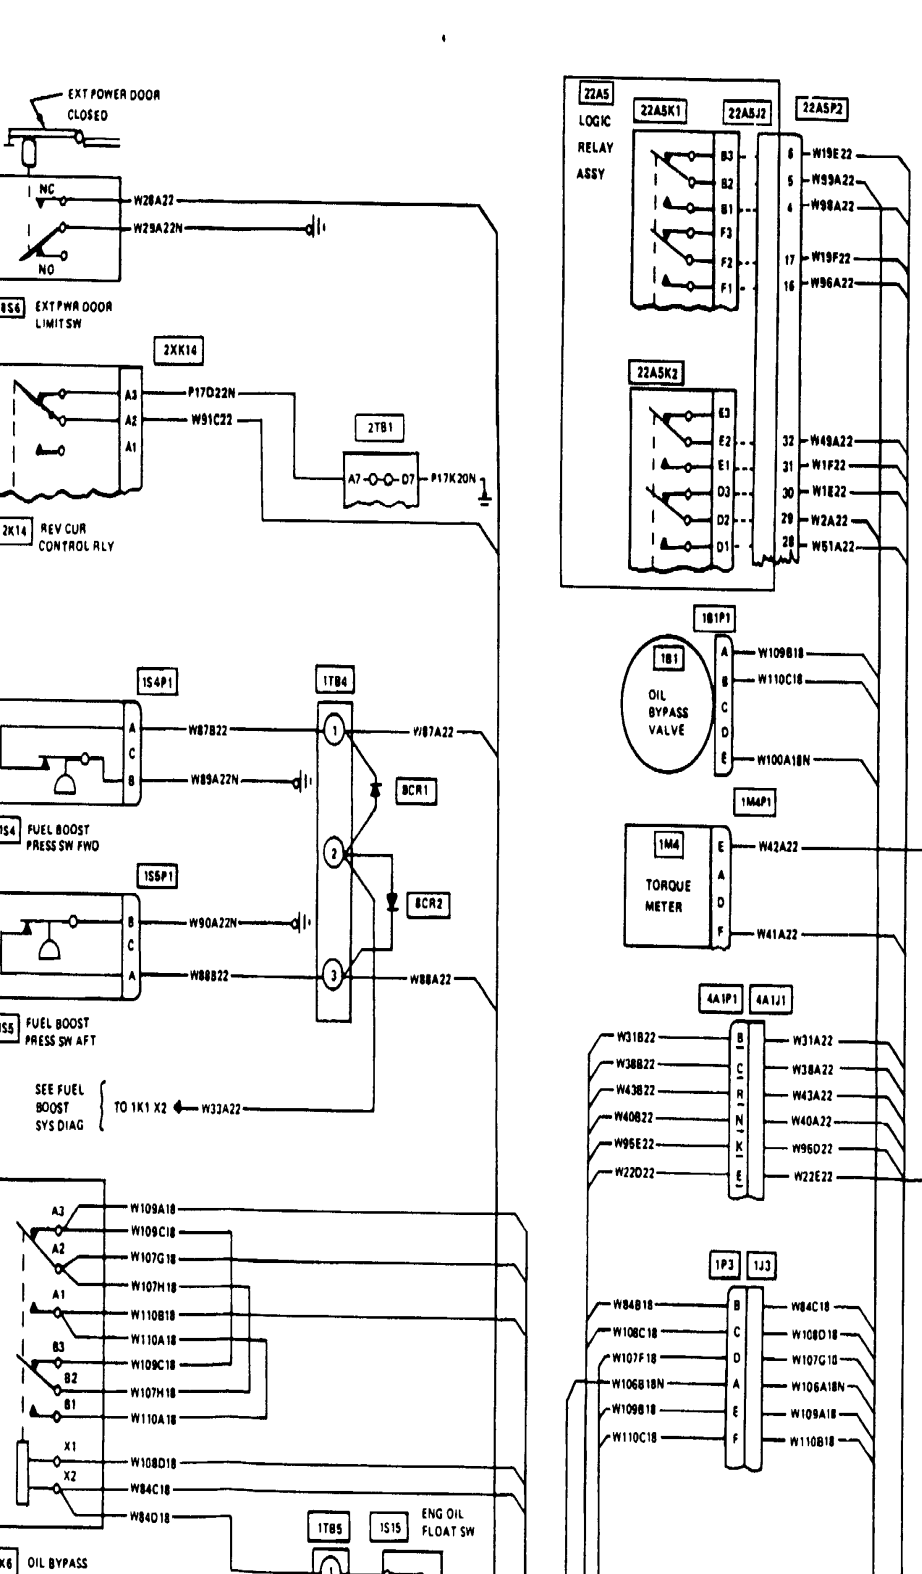 EXT POWER DOOR
CLOSED
NC
W28A22
W29A22N
NO
8S6
EXT PWR DOOR
LIMIT SW
2XK14
A3
P17D22N
A2
W91C22
A1
2TB1
A7
D7
P17K20N
2K14
REV CUR
CONTROL RLY
1S4P1
1TB4
A
W87B22
1
W87A22
C
B
W89A22N
8CR1
1S4
FUEL BOOST
PRESS SW FWD
2
1S5P1
8CR2
B
W90A22N
C
A
W88B22
3
W88A22
1S5
FUEL BOOST
PRESS SW AFT
SEE FUEL
BOOST
SYS DIAG
TO 1K1 X2
W33A22
A3
W109A18
W109C18
A2
W107G18
W107H18
A1
W110B18
W110A18
B3
W109C18
B2
W107H18
B1
W110A18
X1
W108D18
X2
W84C18
W84D18
K6
OIL BYPASS
1TB5
1S15
ENG OIL
FLOAT SW
1
22A5
LOGIC
RELAY
ASSY
22A5K1
22A5J2
22A5P2
B3
6
W19E22
B2
5
W99A22
B1
4
W98A22
F3
F2
17
W19F22
F1
16
W96A22
22A5K2
E3
E2
32
W49A22
E1
31
W1F22
D3
30
W1E22
D2
29
W2A22
D1
28
W51A22
1B1P1
1B1
OIL
BYPASS
VALVE
A
W109B18
B
W110C18
C
D
E
W100A18N
1M4P1
1M4
TORQUE
METER
E
W42A22
A
D
F
W41A22
4A1P1
4A1J1
W31B22
B
W31A22
W38B22
C
W38A22
W43B22
R
W43A22
W40B22
N
W40A22
W96E22
K
W96D22
W22D22
E
W22E22
1P3
1J3
W84B18
B
W84C18
W108C18
C
W108D18
W107F18
D
W107G18
W106B18N
A
W106A18N
W109B18
E
W109A18
W110C18
F
W110B18